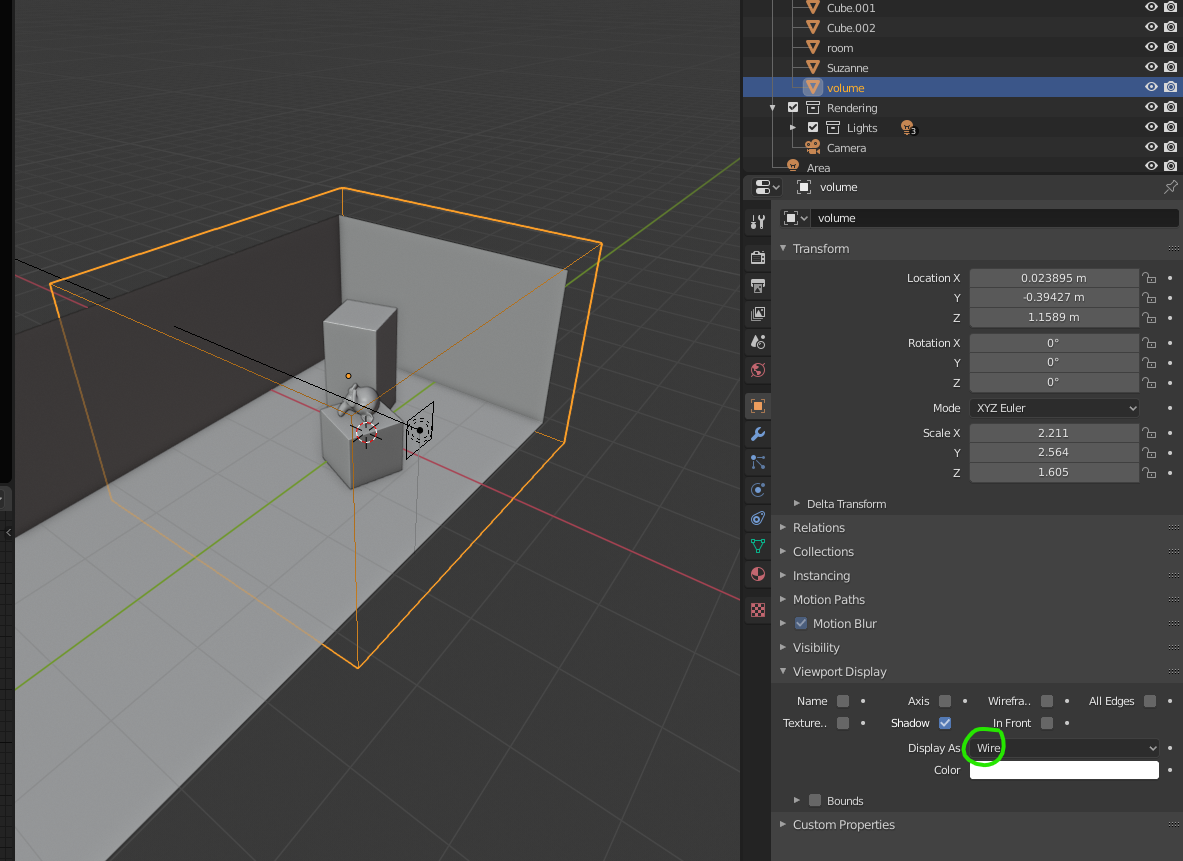 Cube.001
Cube.002
room
Suzanne
volume
Rendering
Lights 3
Camera
Area
volume
volume
Transform
Location X 0.023895 m
Y -0.39427 m
Z 1.1589 m
Rotation X 0°
Y 0°
Z 0°
Mode XYZ Euler
Scale X 2.211
Y 2.564
Z 1.605
Delta Transform
Relations
Collections
Instancing
Motion Paths
Motion Blur
Visibility
Viewport Display
Name Axis Wirefra.. All Edges
Texture.. Shadow In Front
Display As Wire
Color
Bounds
Custom Properties